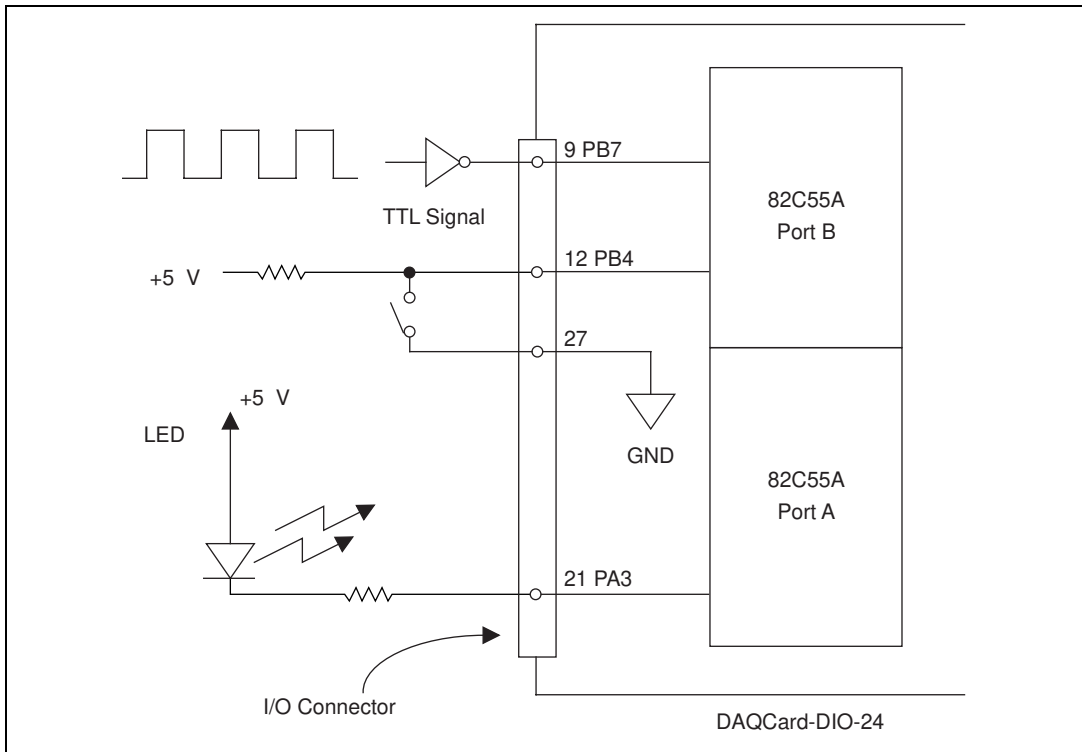 9 PB7
TTL Signal
82C55A
Port B
12 PB4
+5 V
27
+5 V
LED
GND
82C55A
Port A
21 PA3
I/O Connector
DAQCard-DIO-24